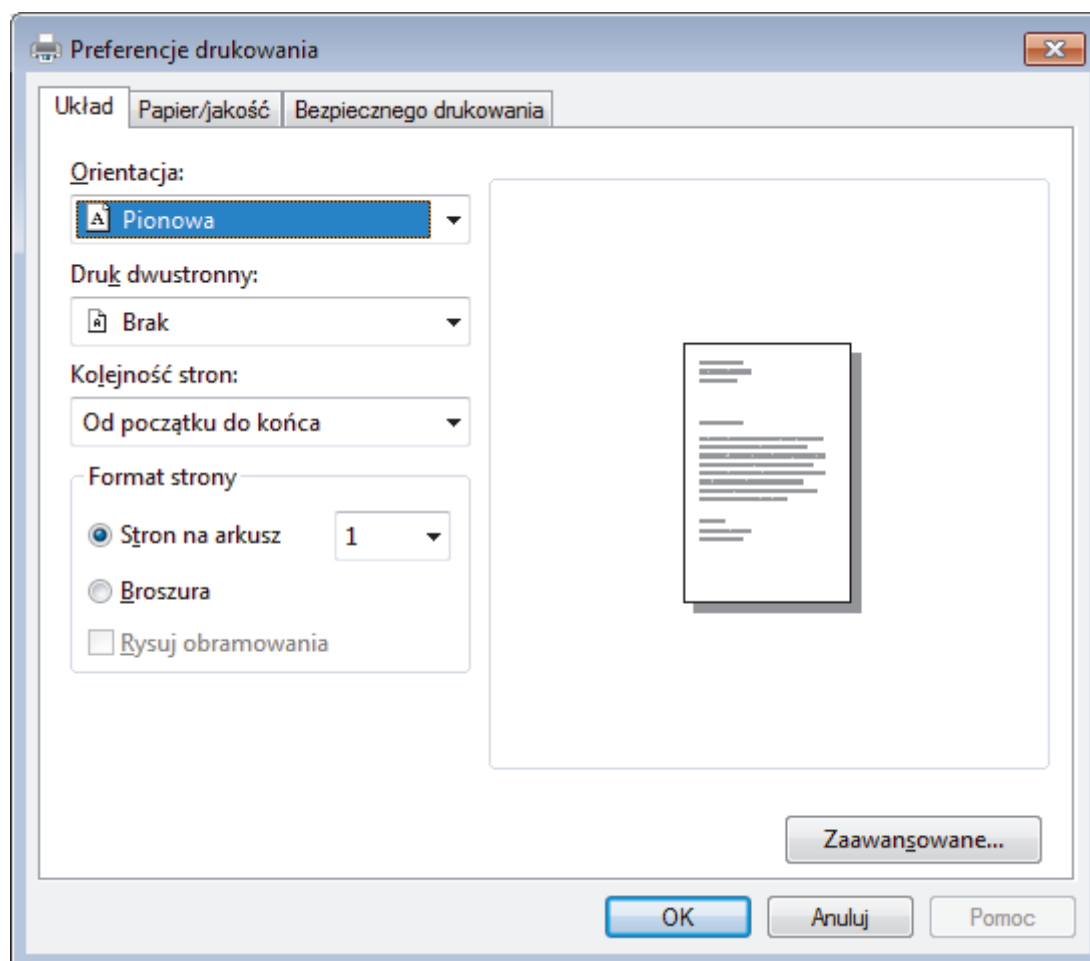 Preferencje drukowania
Układ Papier/jakość Bezpiecznego drukowania
Orientacja:
Pionowa
Druk dwustronny:
Brak
Kolejność stron:
Od początku do końca
Format strony
Stron na arkusz 1
Broszura
Rysuj obramowania
Zaawansowane...
OK Anuluj Pomoc